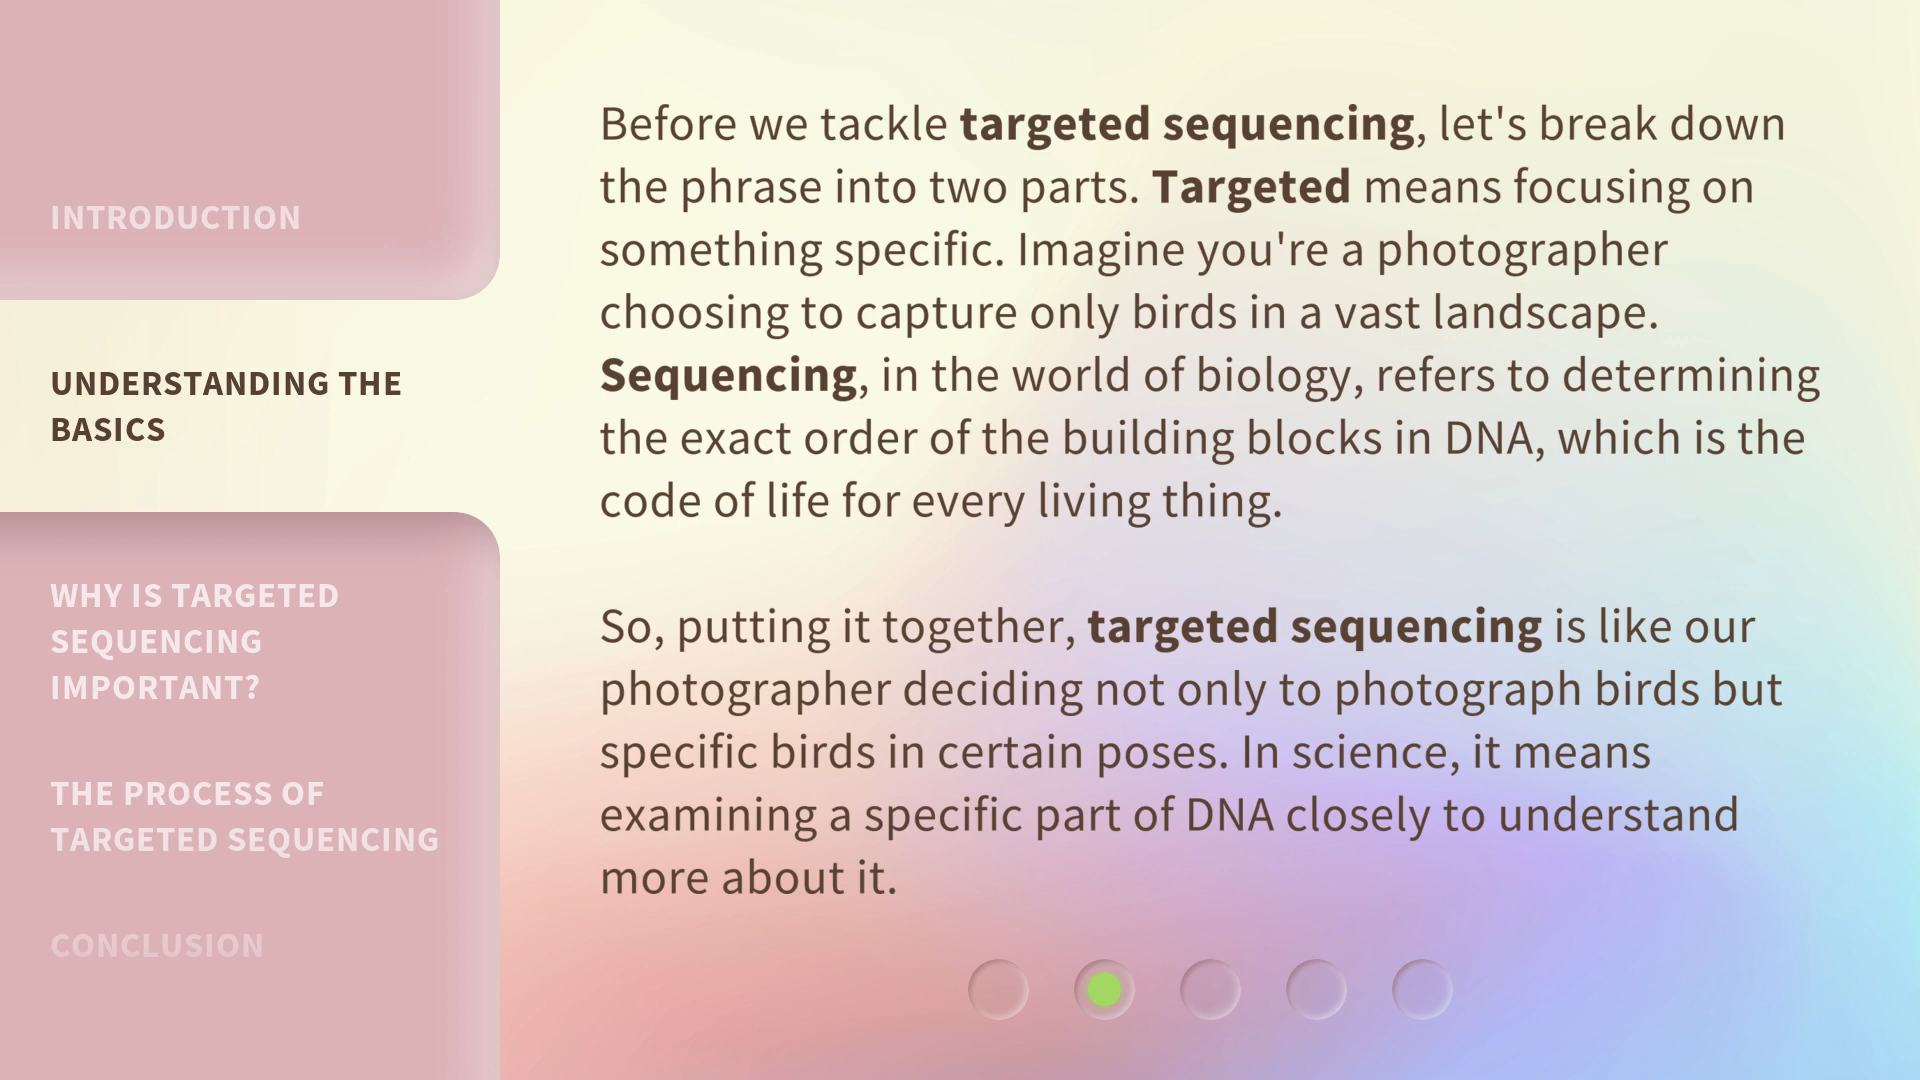 INTRODUCTION
UNDERSTANDING THE
BASICS
WHY IS TARGETED
SEQUENCING
IMPORTANT?
THE PROCESS OF
TARGETED SEQUENCING
CONCLUSION
Before we tackle targeted sequencing, let's break down
the phrase into two parts. Targeted means focusing on
something specific. Imagine you're a photographer
choosing to capture only birds in a vast landscape.
Sequencing, in the world of biology, refers to determining
the exact order of the building blocks in DNA, which is the
code of life for every living thing.
So, putting it together, targeted sequencing is like our
photographer deciding not only to photograph birds but
specific birds in certain poses. In science, it means
examining a specific part of DNA closely to understand
more about it.